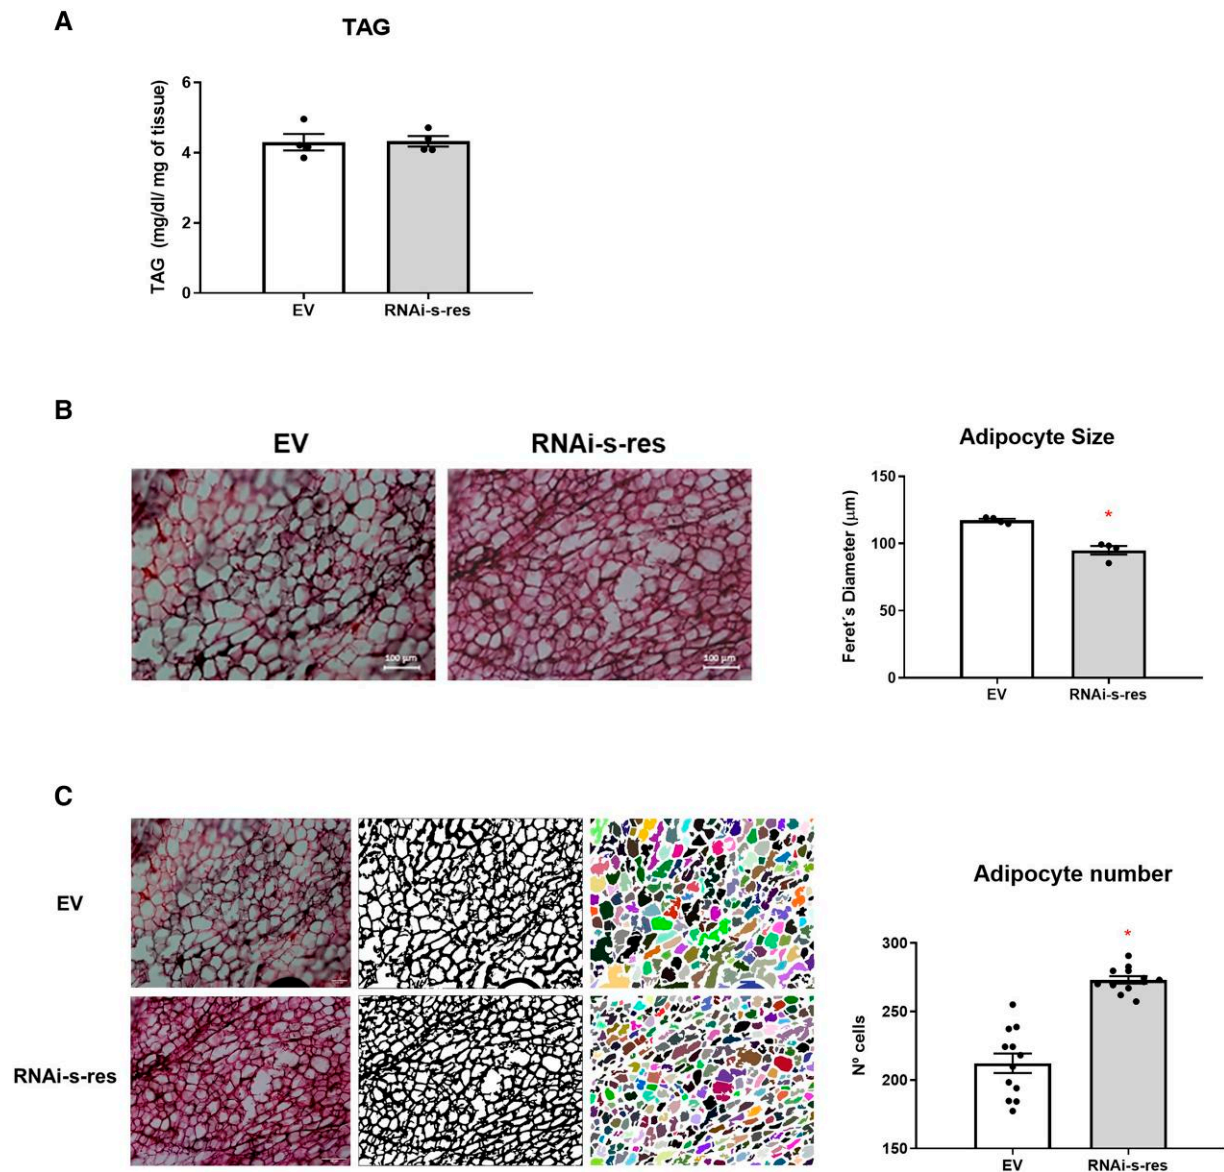 A
TAG
TAG (mg/dl/ mg of tissue)
6
4
2
0
EV
RNAi-s-res
B
EV
RNAi-s-res
100 μm
100 μm
Adipocyte Size
Feret´s Diameter (μm)
150
100
50
0
*
EV
RNAi-s-res
C
EV
RNAi-s-res
Adipocyte number
Nº cells
300
250
200
150
*
EV
RNAi-s-res